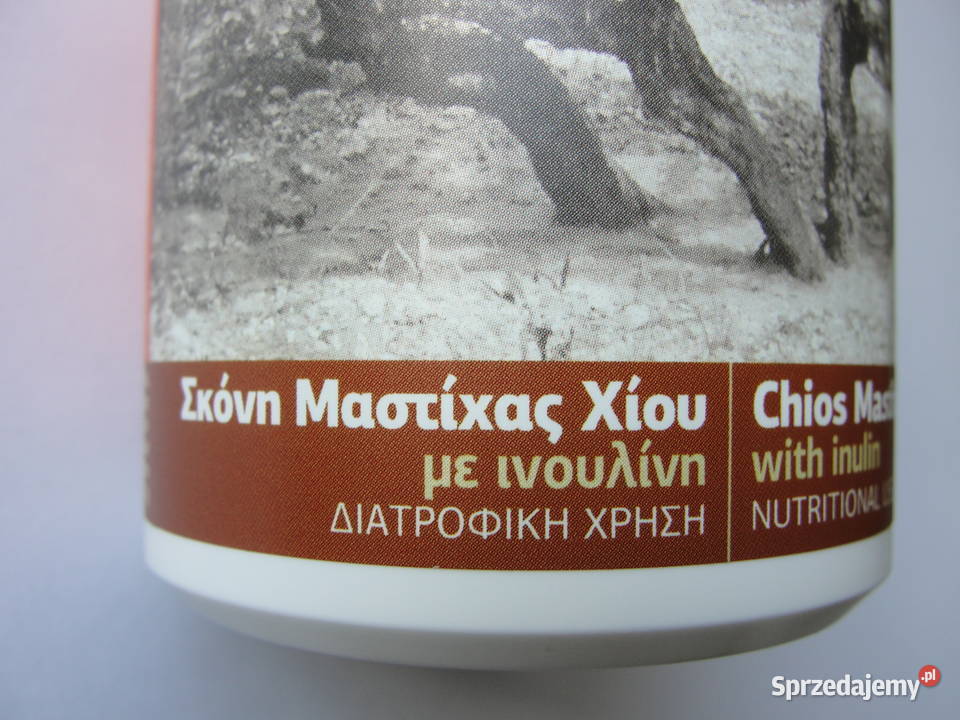 Σκόνη Μαστίχας Χίου
με ινουλίνη
ΔΙΑΤΡΟΦΙΚΗ ΧΡΗΣΗ
Chios
with inulin
NUTRITIONAL
Sprzedajemy.pl